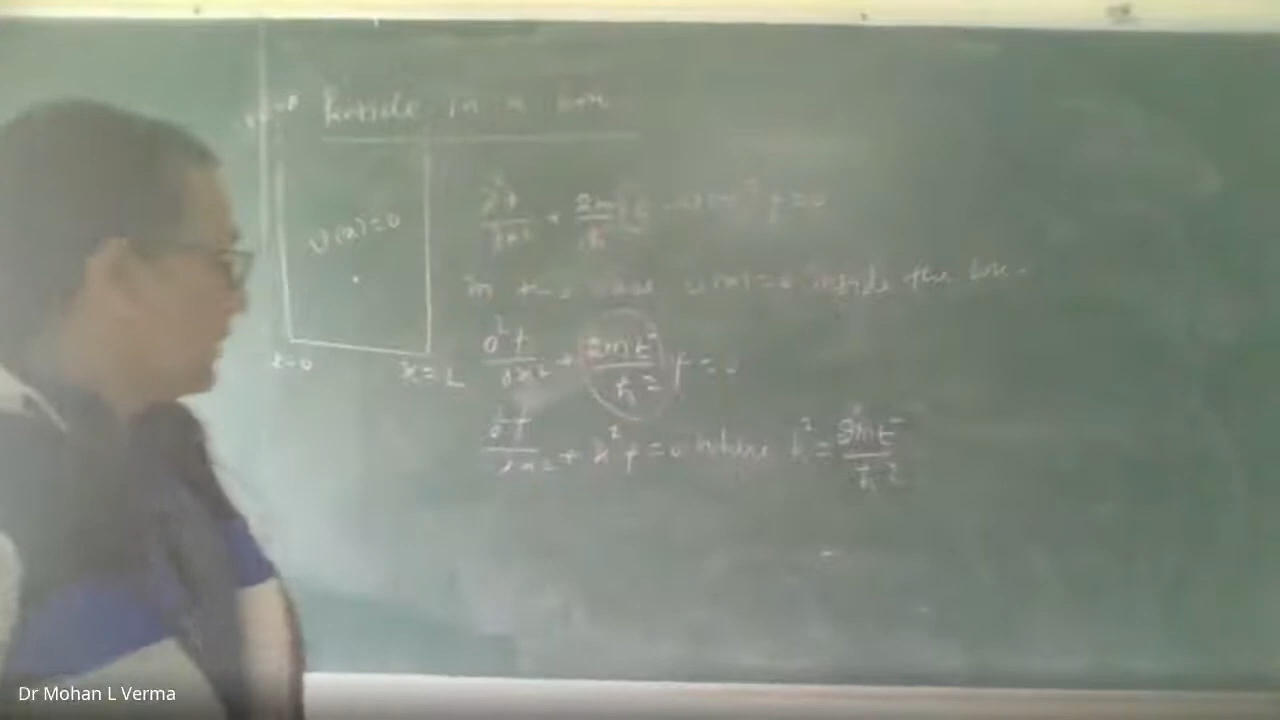 Particle in a box
V(x)=0
x=0
x=L
∂²ψ/∂x² + 2m/ħ² (E - V(x)) ψ=0
In this case V(x)=0 inside the box.
∂²ψ/∂x² + 2mE/ħ² ψ=0
∂²ψ/∂x² + k²ψ=0 where k²=2mE/ħ²
Dr Mohan L Verma